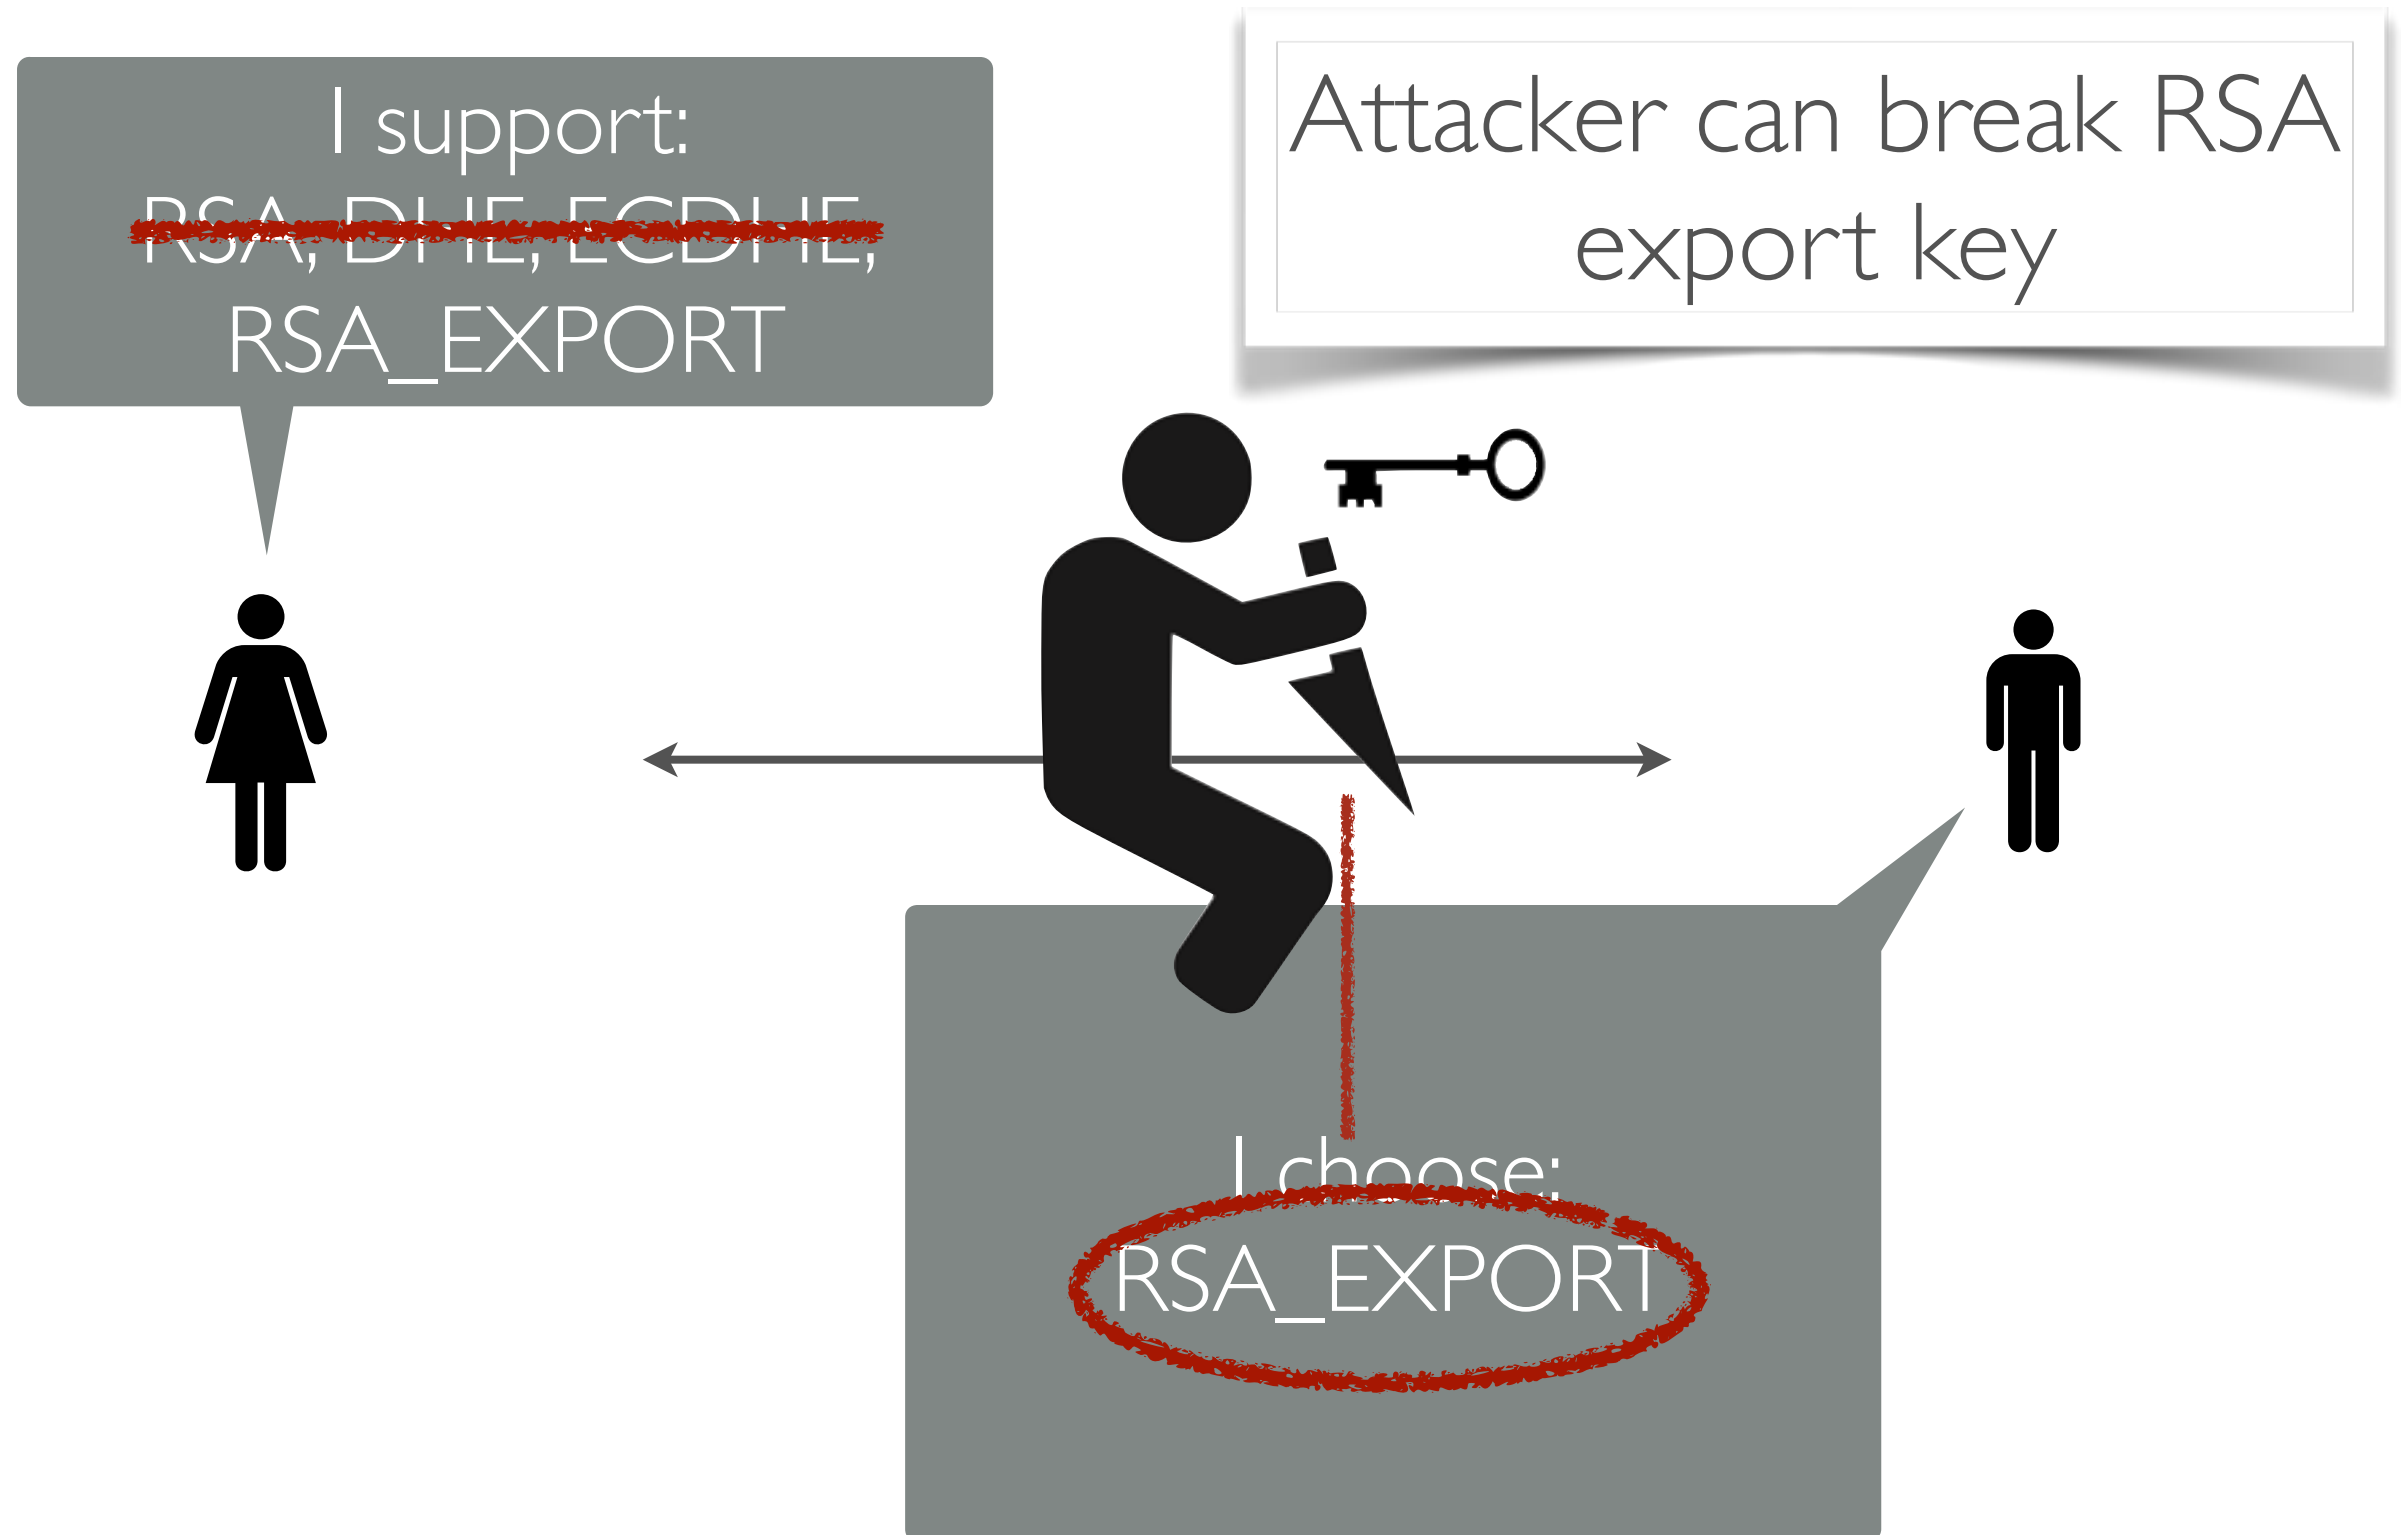 I support:
RSA, DHE, ECDHE,
RSA_EXPORT
Attacker can break RSA
export key
I choose:
RSA_EXPORT